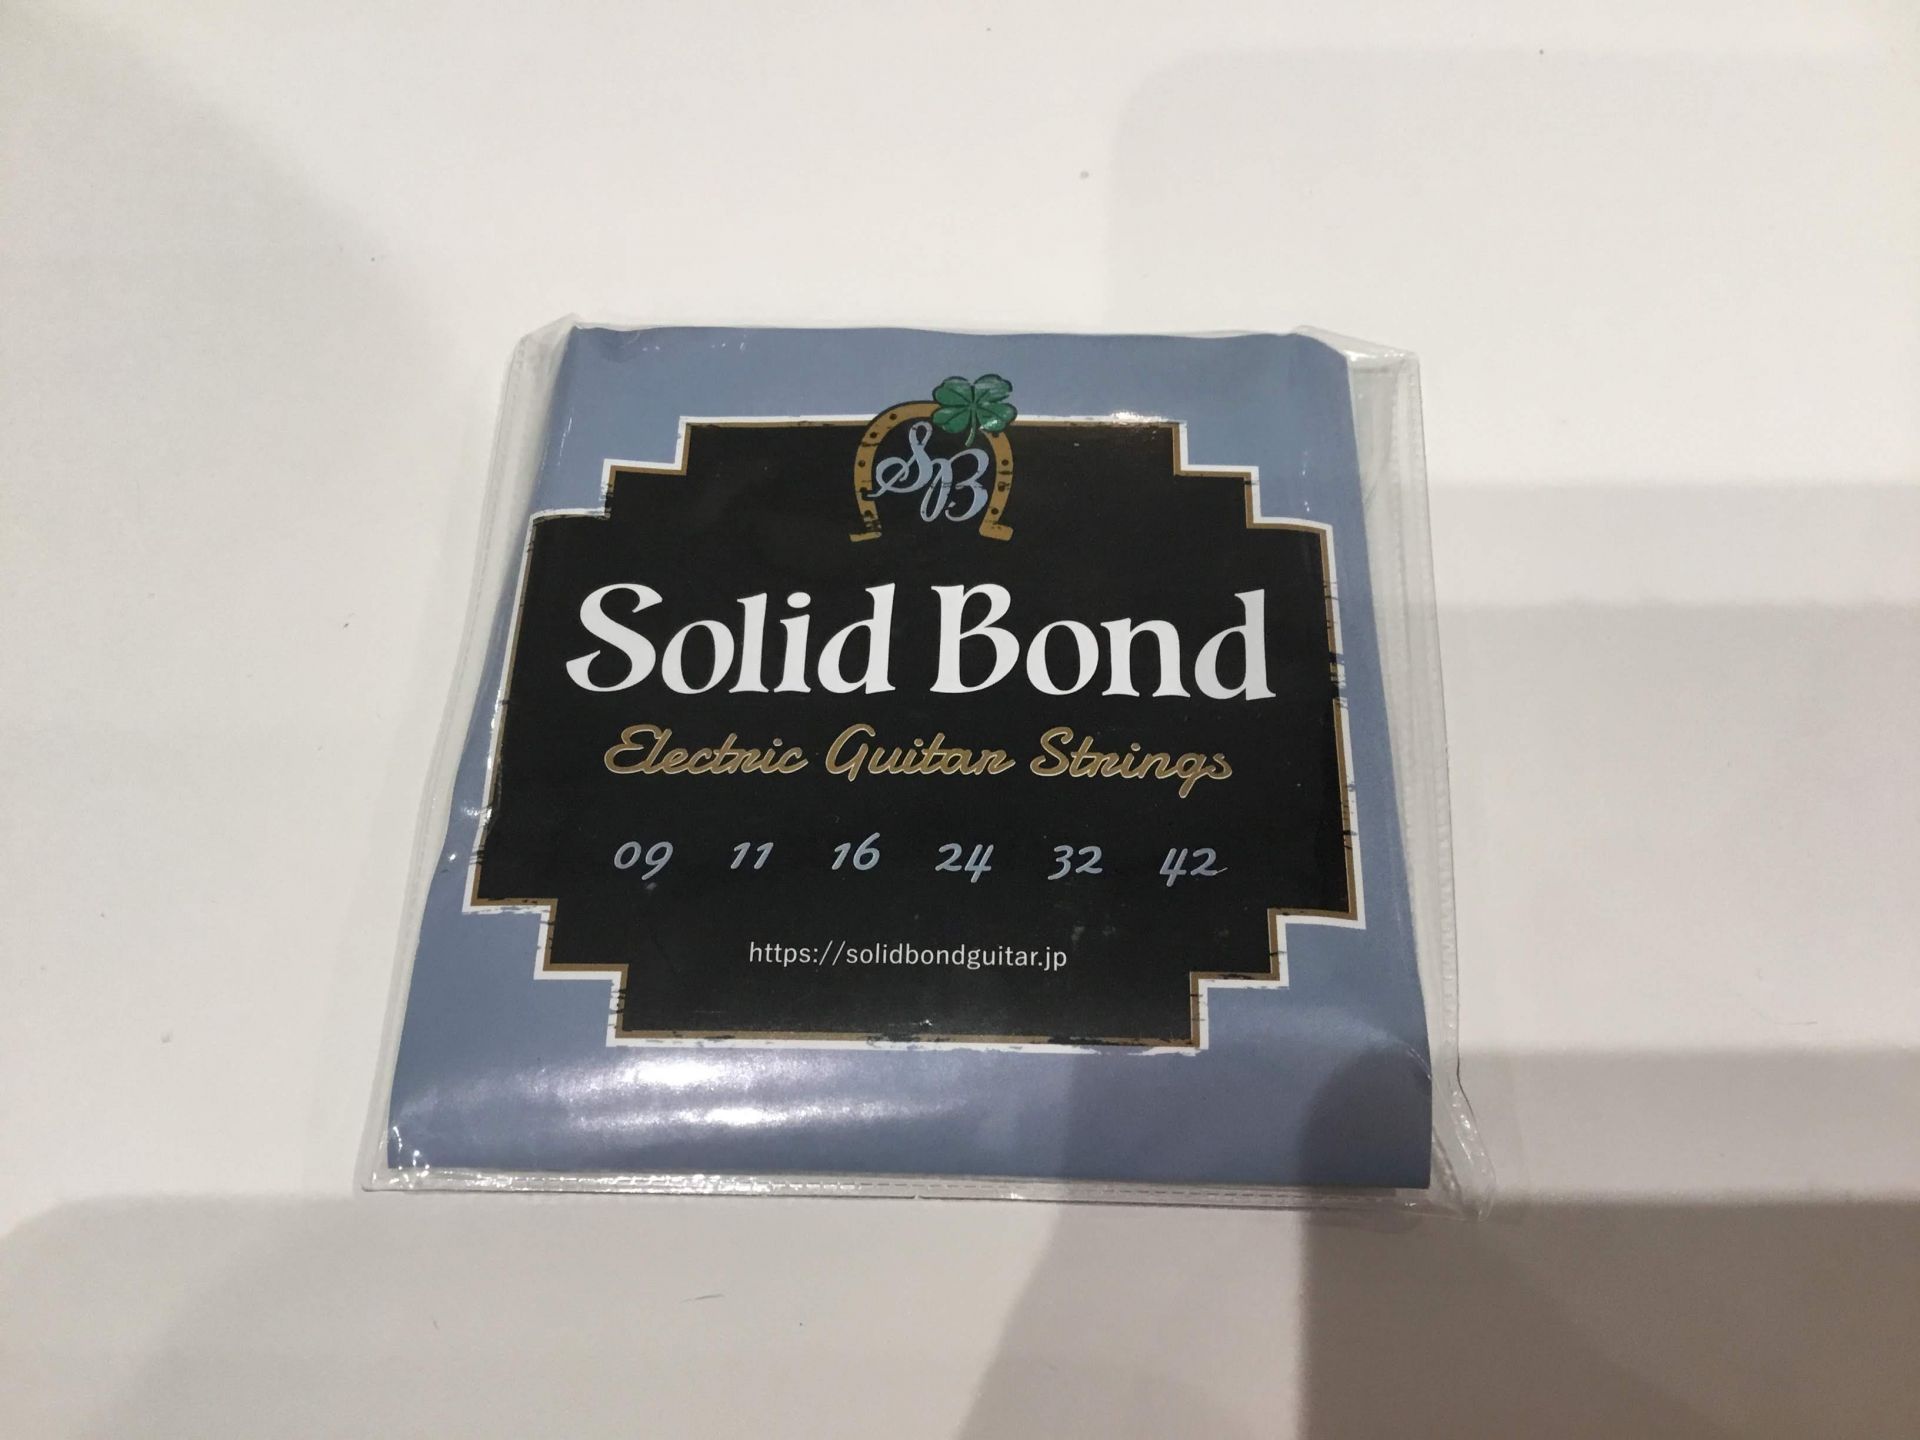 SB
Solid Bond
Electric Guitar Strings
09 11 16 24 32 42
https://solidbondguitar.jp